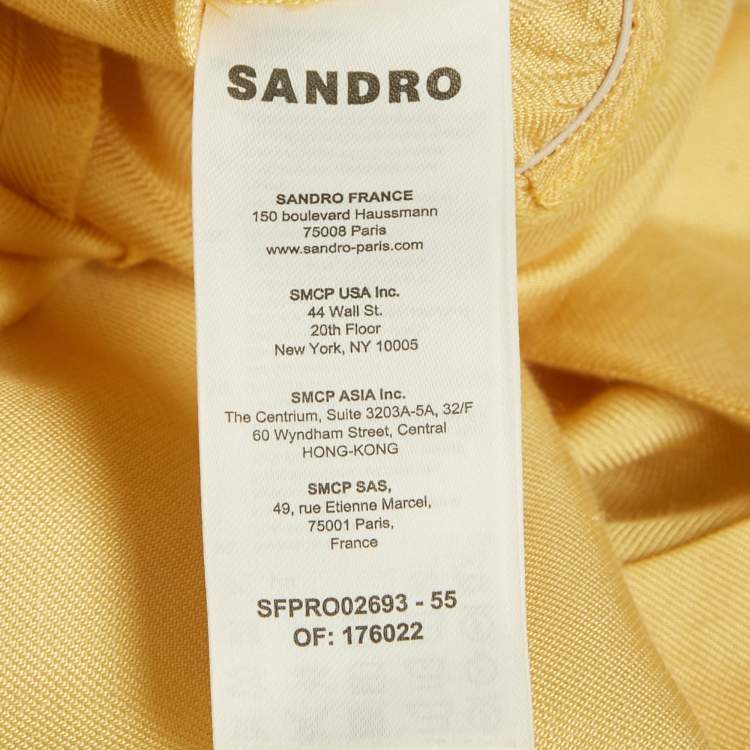 SANDRO
SANDRO FRANCE
150 boulevard Haussmann
75008 Paris
www.sandro-paris.com
SMCP USA Inc.
44 Wall St.
20th Floor
New York, NY 10005
SMCP ASIA Inc.
The Centrium, Suite 3203A-5A, 32/F
60 Wyndham Street, Central
HONG-KONG
SMCP SAS,
49, rue Etienne Marcel,
75001 Paris,
France
SFPRO02693 - 55
OF: 176022